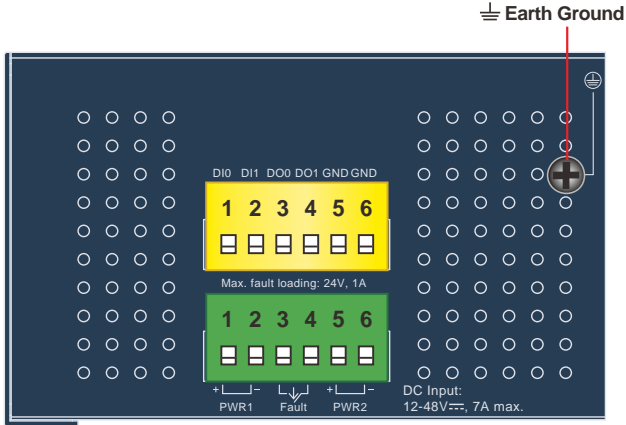 Earth Ground
DI0 DI1 DO0 DO1 GND GND
1 2 3 4 5 6
Max. fault loading: 24V, 1A
1 2 3 4 5 6
+ - + -
PWR1 Fault PWR2
DC Input:
12-48V⎓, 7A max.